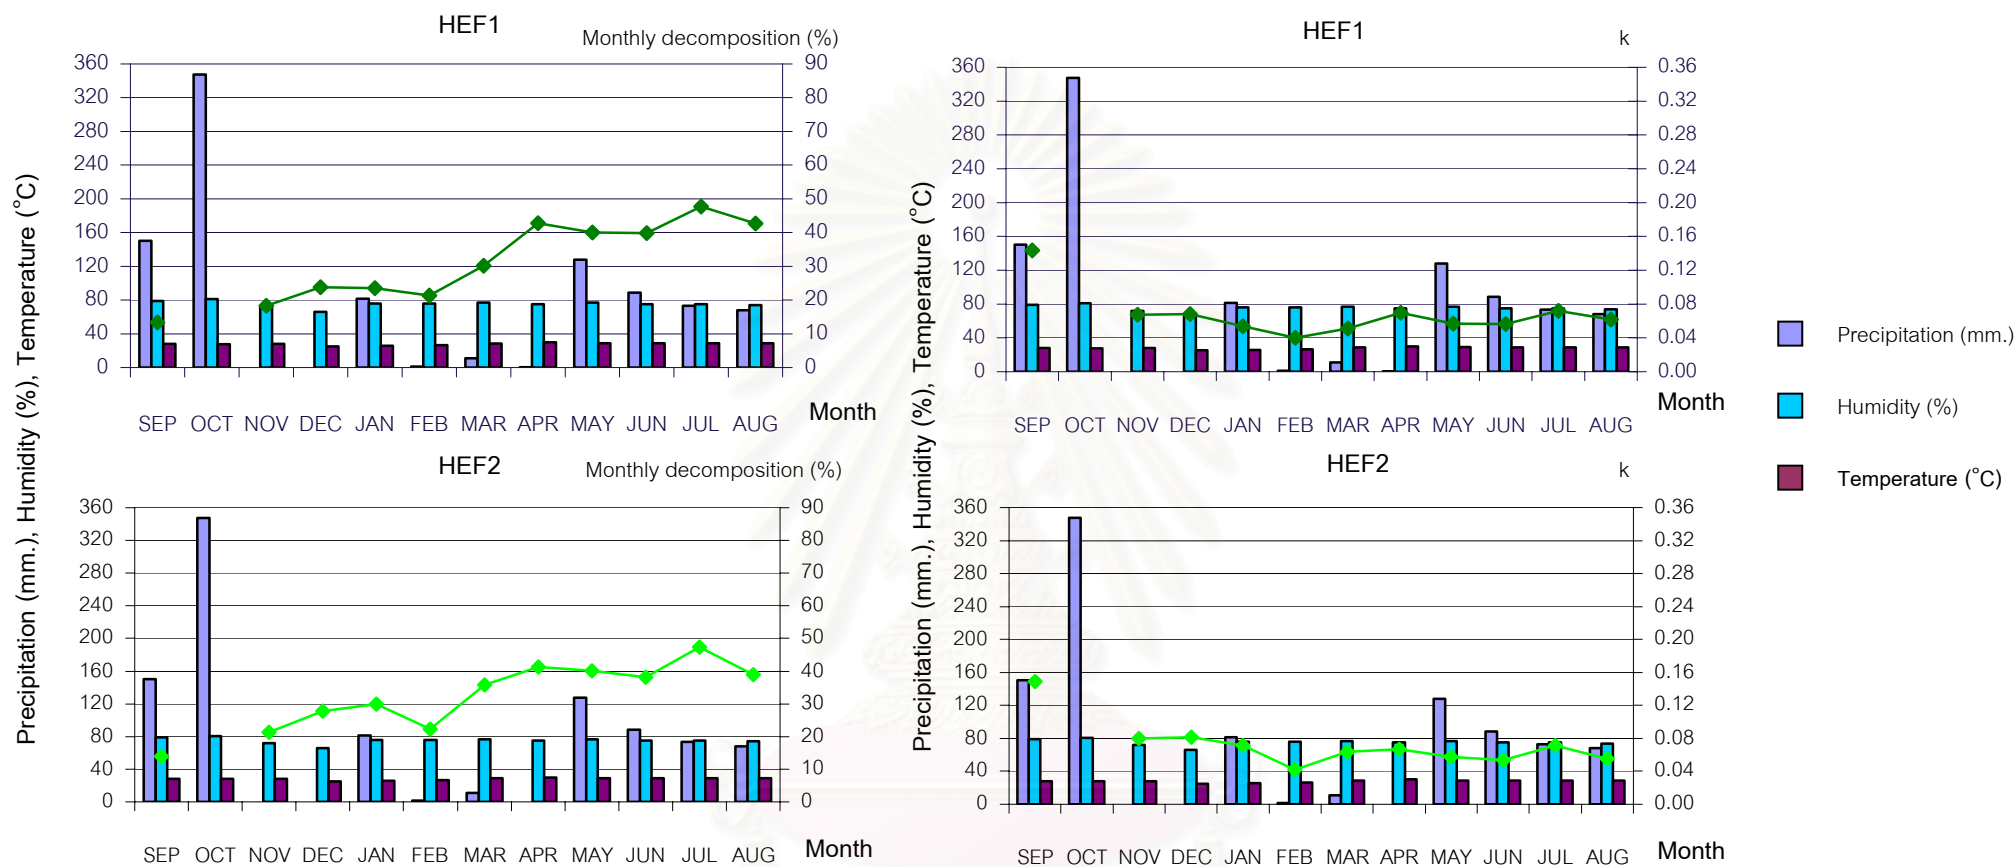 HEF1
Monthly decomposition (%)
360 90
320 80
280 70
240 60
200 50
160 40
120 30
80 20
40 10
0 0
SEP OCT NOV DEC JAN FEB MAR APR MAY JUN JUL AUG
Month
HEF1
k
360 0.36
320 0.32
280 0.28
240 0.24
200 0.20
160 0.16
120 0.12
80 0.08
40 0.04
0 0.00
SEP OCT NOV DEC JAN FEB MAR APR MAY JUN JUL AUG
Month
HEF2
Monthly decomposition (%)
360 90
320 80
280 70
240 60
200 50
160 40
120 30
80 20
40 10
0 0
SEP OCT NOV DEC JAN FEB MAR APR MAY JUN JUL AUG
Month
HEF2
k
360 0.36
320 0.32
280 0.28
240 0.24
200 0.20
160 0.16
120 0.12
80 0.08
40 0.04
0 0.00
SEP OCT NOV DEC JAN FEB MAR APR MAY JUN JUL AUG
Month
Precipitation (mm.), Humidity (%), Temperature (°C)
Precipitation (mm.), Humidity (%), Temperature (°C)
Precipitation (mm.)
Humidity (%)
Temperature (°C)